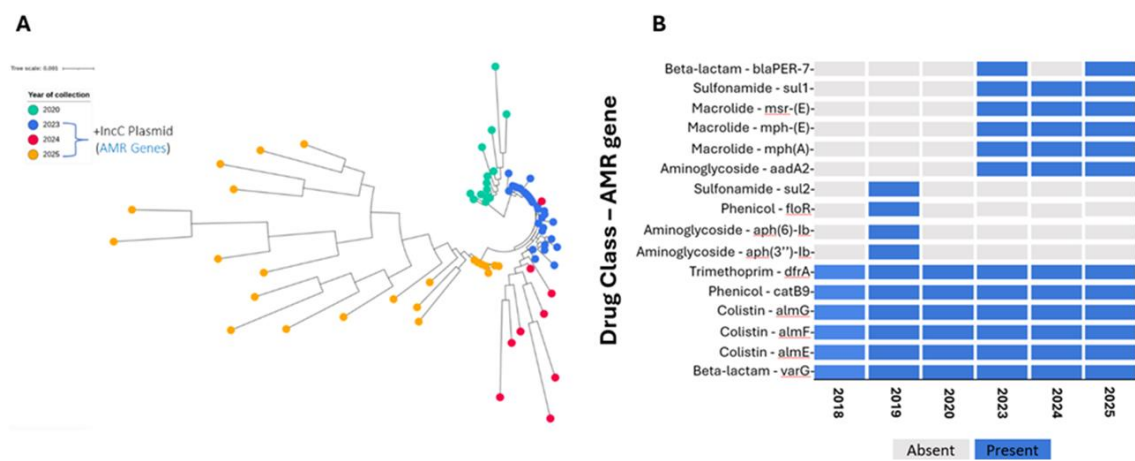 A
Tree scale: 0.001
Year of collection
2020
2023
2024
2025
+IncC Plasmid
(AMR Genes)
B
Drug Class – AMR gene
Beta-lactam - blaPER-7-
Sulfonamide - sul1-
Macrolide - msr-(E)-
Macrolide - mph-(E)-
Macrolide - mph(A)-
Aminoglycoside - aadA2-
Sulfonamide - sul2-
Phenicol - floR-
Aminoglycoside - aph(6)-Ib-
Aminoglycoside - aph(3'')-Ib-
Trimethoprim - dfrA-
Phenicol - catB9-
Colistin - almG-
Colistin - almF-
Colistin - almE-
Beta-lactam - varG-
2018
2019
2020
2023
2024
2025
Absent
Present